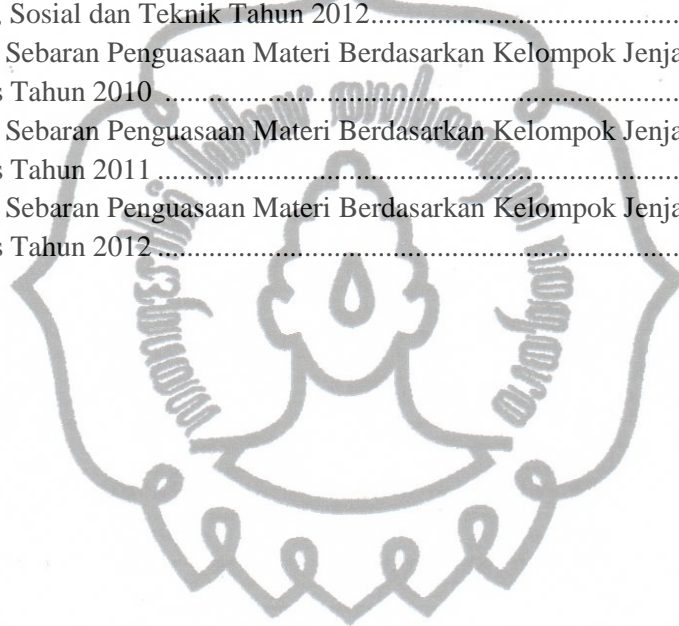 , Sosial dan Teknik Tahun 2012...............................................
Sebaran Penguasaan Materi Berdasarkan Kelompok Jenja
s Tahun 2010 .........................................................................
Sebaran Penguasaan Materi Berdasarkan Kelompok Jenja
s Tahun 2011 .........................................................................
Sebaran Penguasaan Materi Berdasarkan Kelompok Jenja
s Tahun 2012 .........................................................................